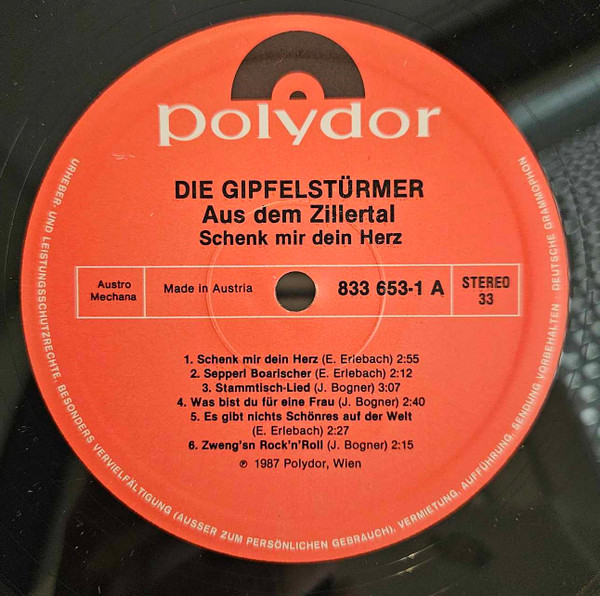 polydor
DIE GIPFELSTÜRMER
Aus dem Zillertal
Schenk mir dein Herz
Austro
Mechana
Made in Austria
833 653-1 A
STEREO
33
1. Schenk mir dein Herz (E. Erlebach) 2:55
2. Sepperl Boarischer (E. Erlebach) 2:12
3. Stammtisch-Lied (J. Bogner) 3:07
4. Was bist du für eine Frau (J. Bogner) 2:40
5. Es gibt nichts Schönres auf der Welt
(E. Erlebach) 2:27
6. Zweng'sn Rock'n'Roll (J. Bogner) 2:15
℗ 1987 Polydor, Wien
URHEBER- UND LEISTUNGSSCHUTZRECHTE, BESONDERS VERVIELFÄLTIGUNG (AUSSER ZUM PERSÖNLICHEN GEBRAUCH), VERMIETUNG, AUFFÜHRUNG, SENDUNG VORBEHALTEN DEUTSCHE GRAMMOPHON